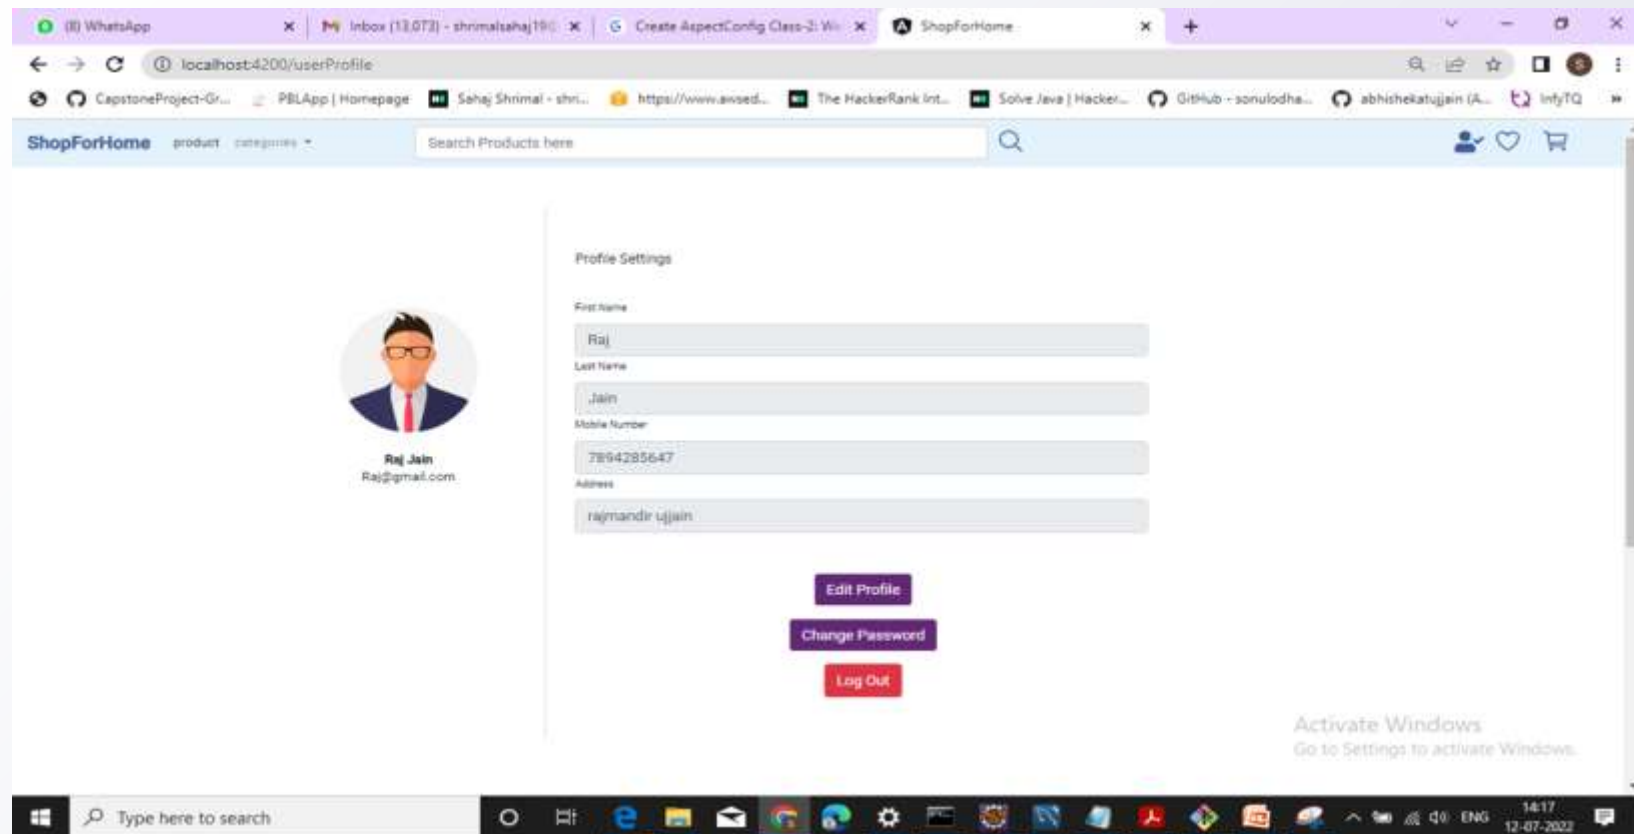 (8) WhatsApp
Inbox (13,073) - shrimalsahaj19@
Create AspectConfig Class-2: Wi
ShopForHome
localhost:4200/userProfile
CapstoneProject-Gr... PBLApp | Homepage Sahaj Shrimal - shri... https://www.awsed... The HackerRank Int... Solve Java | Hacker... GitHub - sonulodha... abhishekatujjain (A... InfyTQ »
ShopForHome product categories Search Products here
Profile Settings
First Name
Raj
Last Name
Jain
Mobile Number
7894285647
Address
rajmandir ujjain
Raj Jain
Raj@gmail.com
Edit Profile
Change Password
Log Out
Activate Windows
Go to Settings to activate Windows.
Type here to search
ENG
14:17
12-07-2022